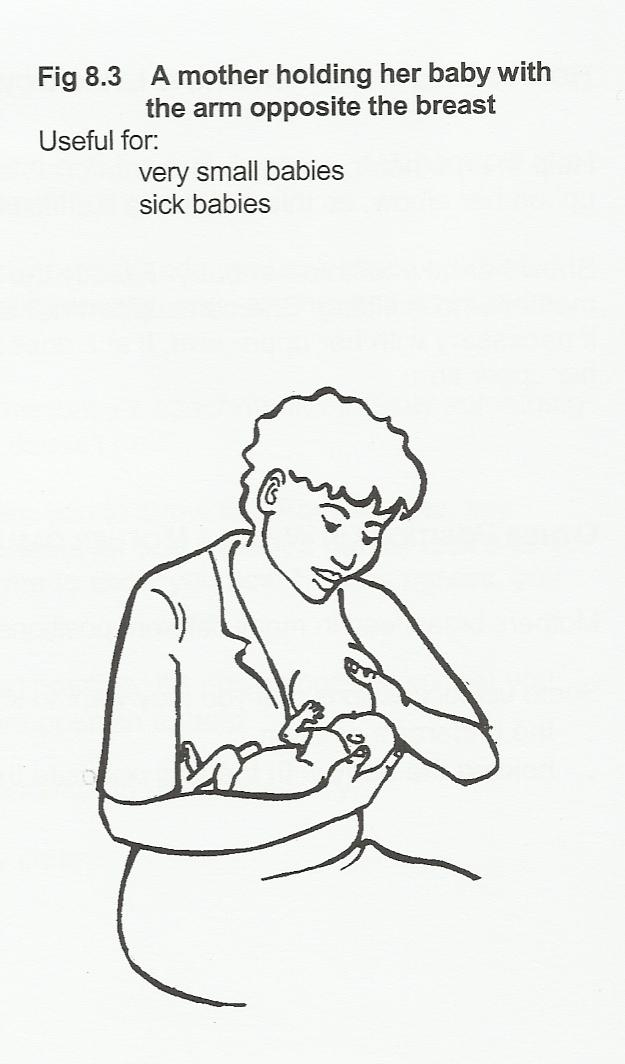 Fig 8.3 A mother holding her baby with
the arm opposite the breast
Useful for:
very small babies
sick babies